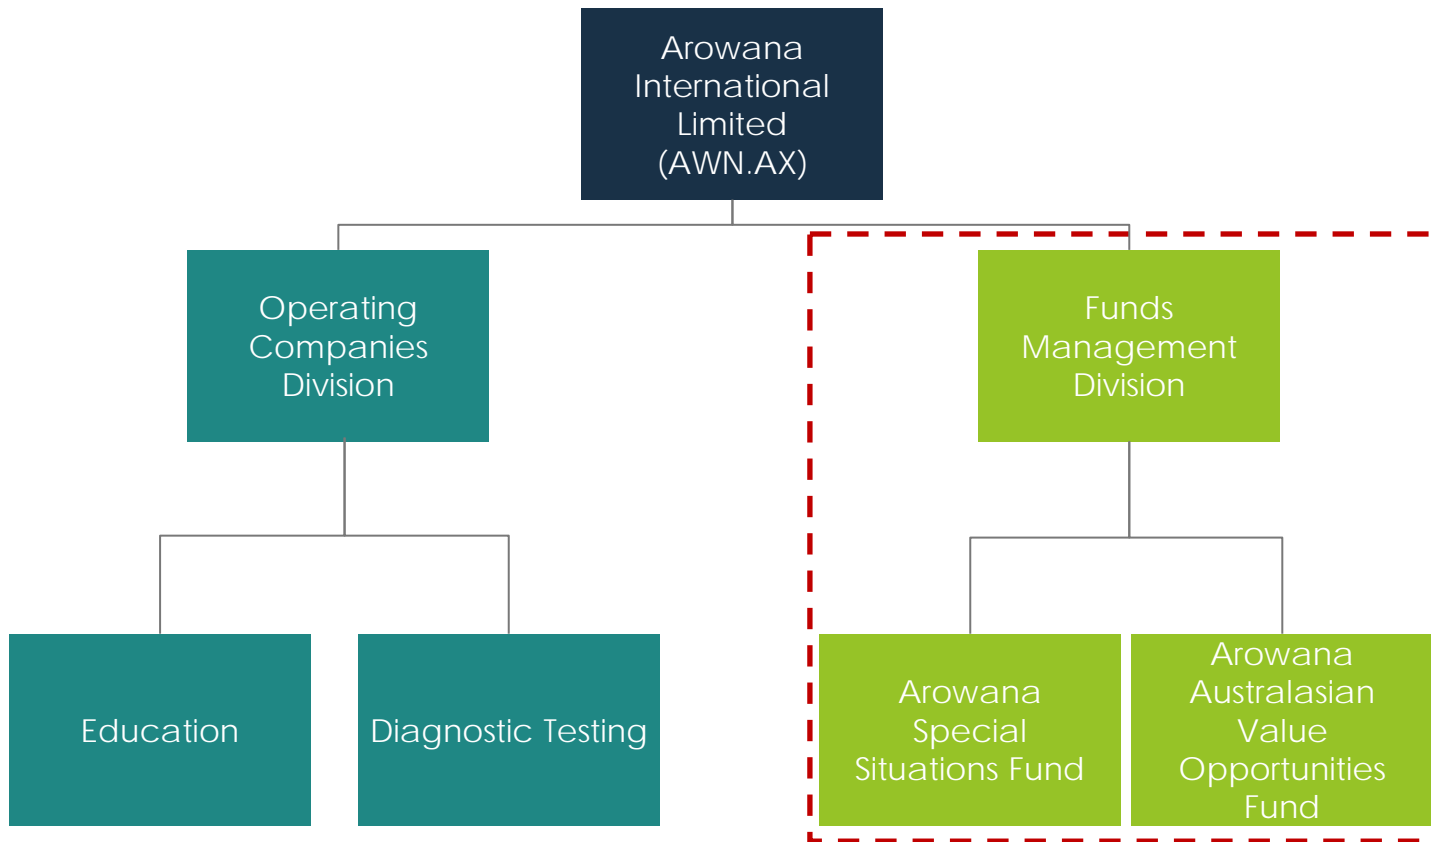 Arowana
International
Limited
(AWN.AX)
Operating
Companies
Division
Funds
Management
Division
Education
Diagnostic Testing
Arowana
Special
Situations Fund
Arowana
Australasian
Value
Opportunities
Fund